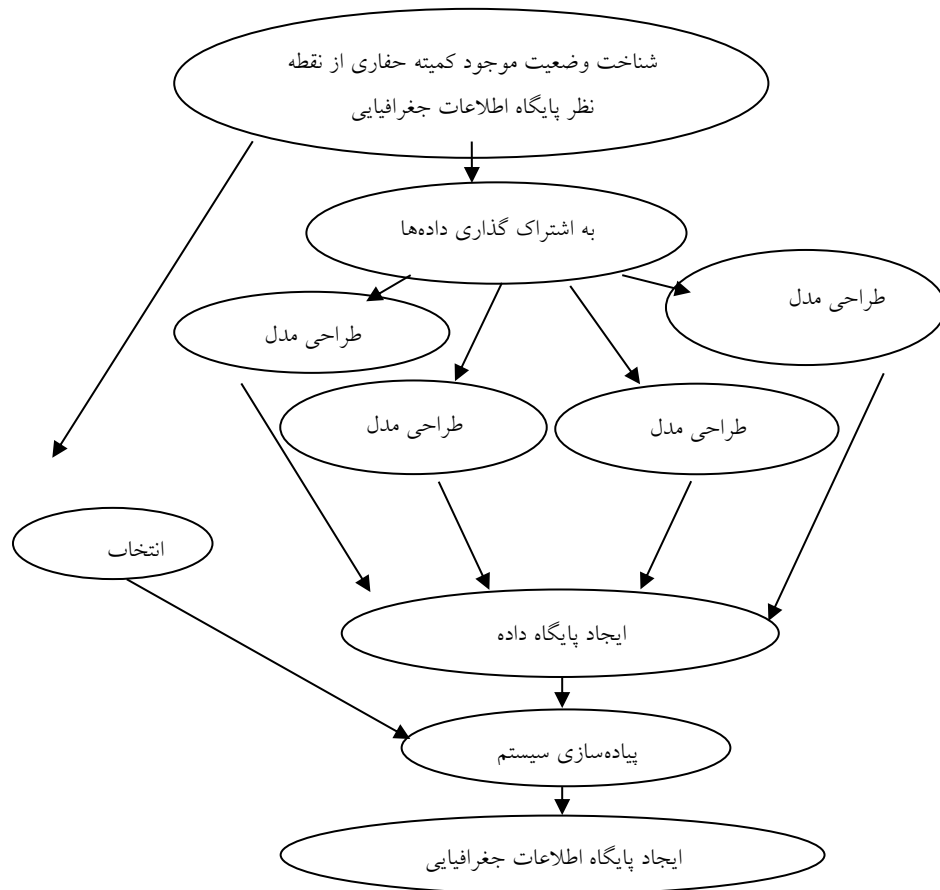 شناخت وضعیت موجود کمیته حفاری از نقطه
نظر پایگاه اطلاعات جغرافیایی
به اشتراک گذاری داده‌ها
طراحی مدل
طراحی مدل
طراحی مدل
طراحی مدل
انتخاب
ایجاد پایگاه داده
پیاده‌سازی سیستم
ایجاد پایگاه اطلاعات جغرافیایی